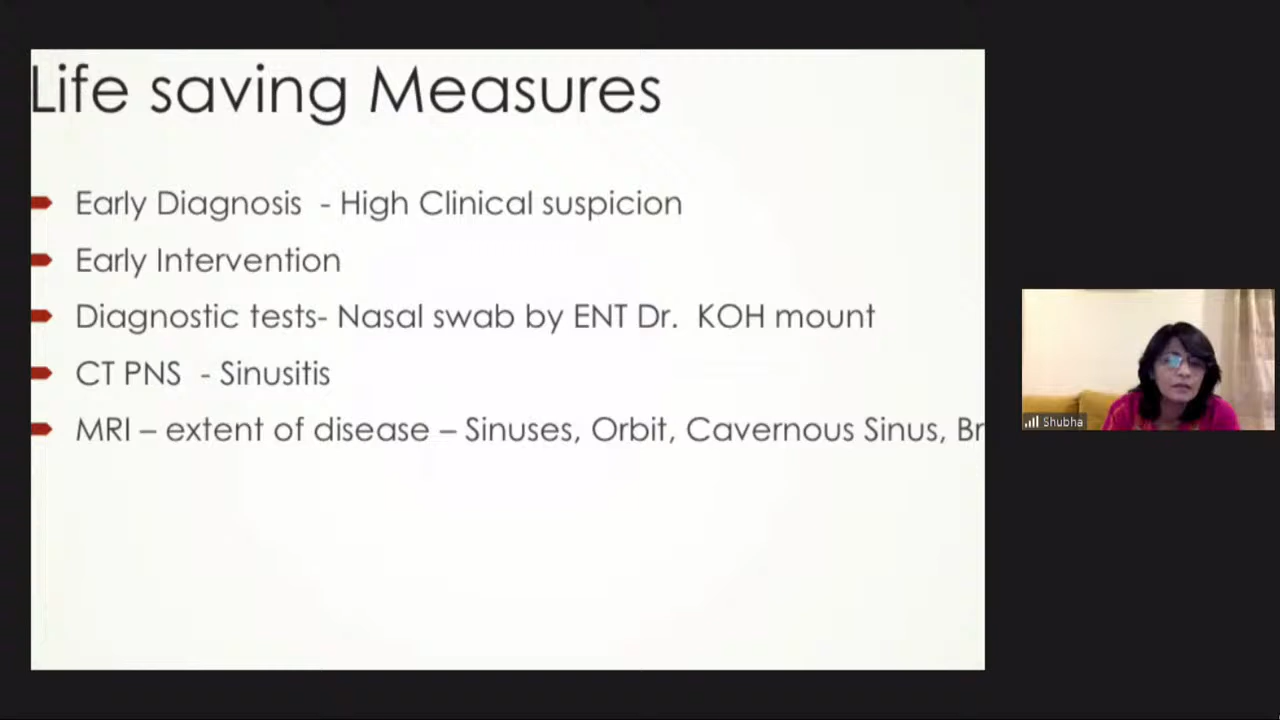 Life saving Measures
Early Diagnosis - High Clinical suspicion
Early Intervention
Diagnostic tests- Nasal swab by ENT Dr. KOH mount
CT PNS - Sinusitis
MRI – extent of disease – Sinuses, Orbit, Cavernous Sinus,
Shubha